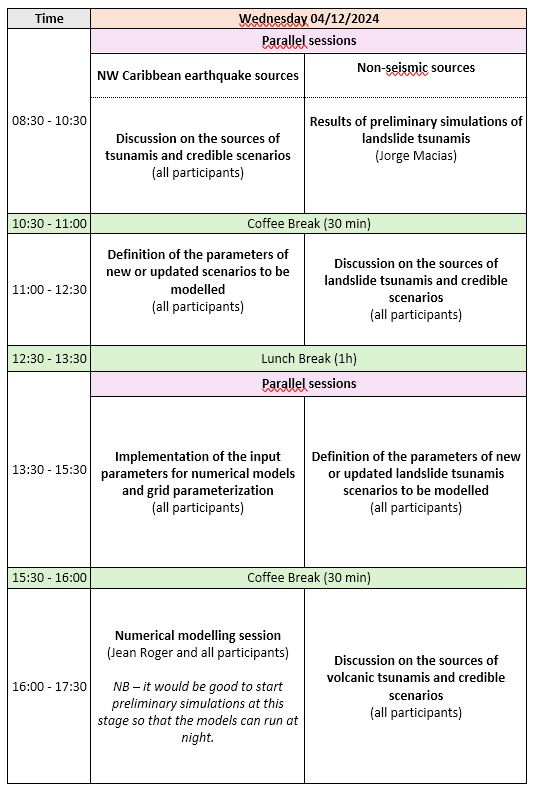 Time
Wednesday 04/12/2024
Parallel sessions
08:30 - 10:30
NW Caribbean earthquake sources
Non-seismic sources
Discussion on the sources of
tsunamis and credible scenarios
(all participants)
Results of preliminary simulations of
landslide tsunamis
(Jorge Macias)
10:30 - 11:00
Coffee Break (30 min)
11:00 - 12:30
Definition of the parameters of
new or updated scenarios to be
modelled
(all participants)
Discussion on the sources of
landslide tsunamis and credible
scenarios
(all participants)
12:30 - 13:30
Lunch Break (1h)
Parallel sessions
13:30 - 15:30
Implementation of the input
parameters for numerical models
and grid parameterization
(all participants)
Definition of the parameters of new
or updated landslide tsunamis
scenarios to be modelled
(all participants)
15:30 - 16:00
Coffee Break (30 min)
16:00 - 17:30
Numerical modelling session
(Jean Roger and all participants)
NB – it would be good to start
preliminary simulations at this
stage so that the models can run at
night.
Discussion on the sources of
volcanic tsunamis and credible
scenarios
(all participants)